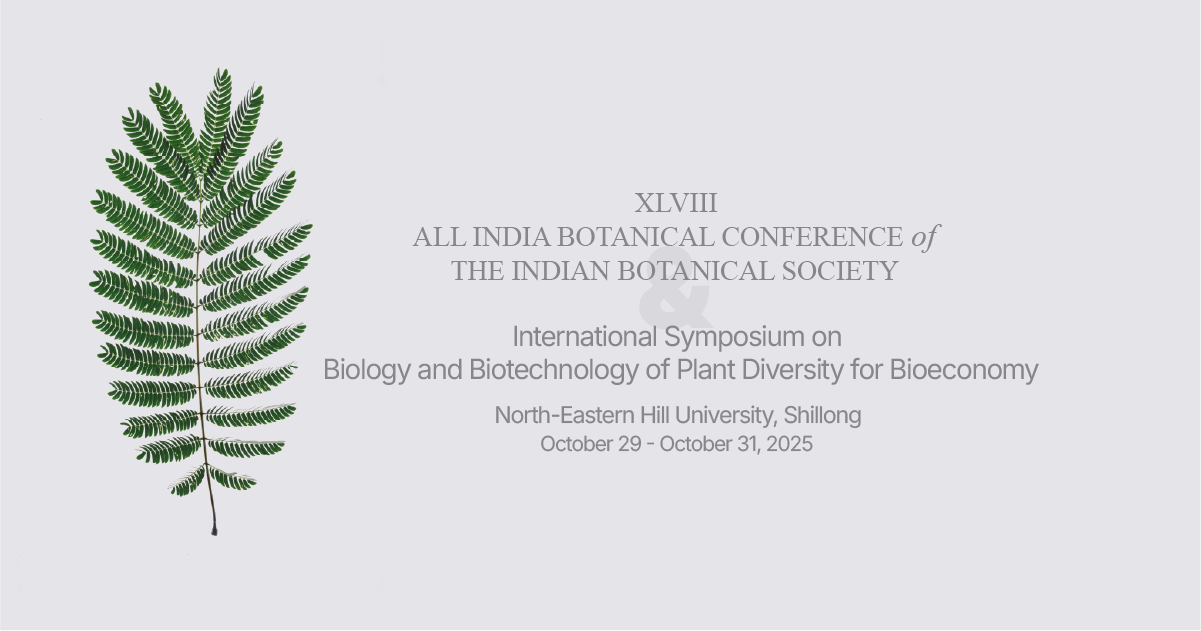 XLVIII
ALL INDIA BOTANICAL CONFERENCE of
THE INDIAN BOTANICAL SOCIETY
&
International Symposium on
Biology and Biotechnology of Plant Diversity for Bioeconomy
North-Eastern Hill University, Shillong
October 29 - October 31, 2025